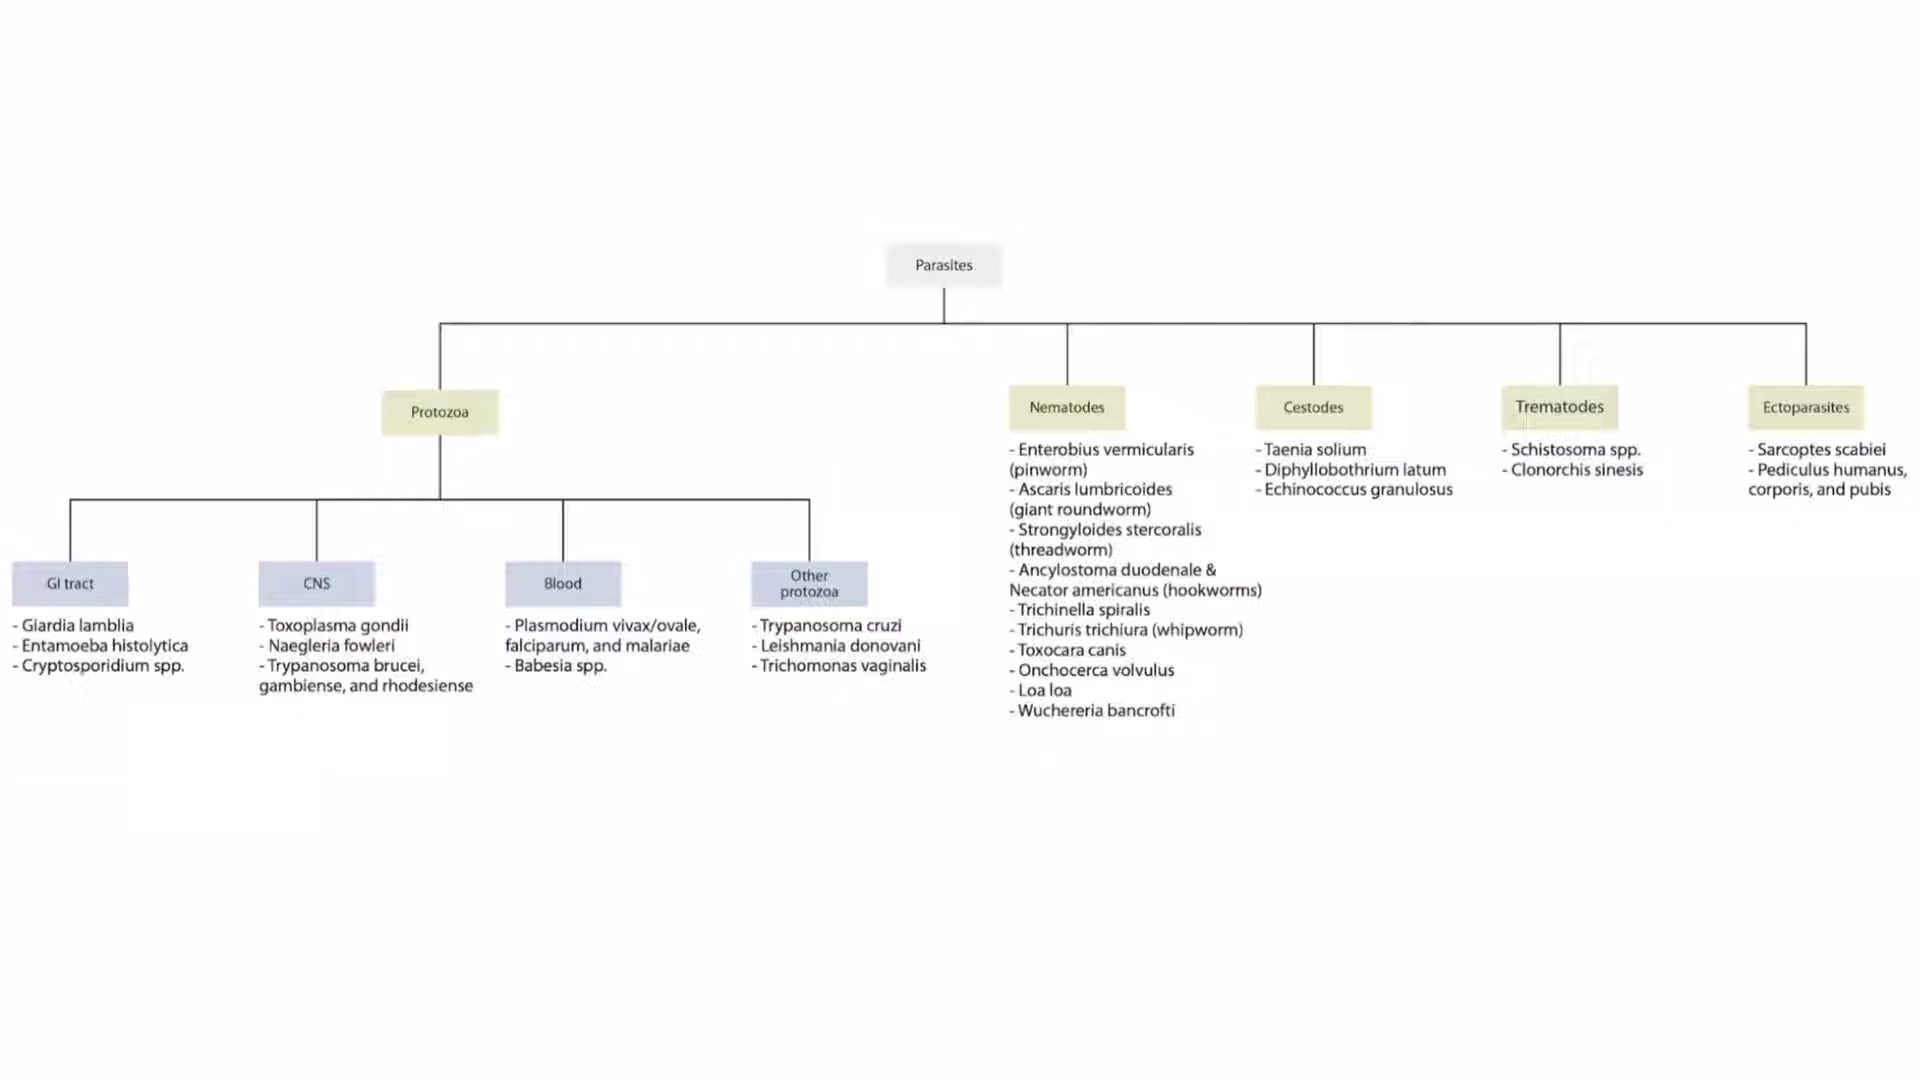 Parasites
Protozoa
Nematodes
Cestodes
Trematodes
Ectoparasites
- Enterobius vermicularis
(pinworm)
- Ascaris lumbricoides
(giant roundworm)
- Strongyloides stercoralis
(threadworm)
- Ancylostoma duodenale &
Necator americanus (hookworms)
- Trichinella spiralis
- Trichuris trichiura (whipworm)
- Toxocara canis
- Onchocerca volvulus
- Loa loa
- Wuchereria bancrofti
- Taenia solium
- Diphyllobothrium latum
- Echinococcus granulosus
- Schistosoma spp.
- Clonorchis sinesis
- Sarcoptes scabiei
- Pediculus humanus,
corporis, and pubis
GI tract
- Giardia lamblia
- Entamoeba histolytica
- Cryptosporidium spp.
CNS
- Toxoplasma gondii
- Naegleria fowleri
- Trypanosoma brucei,
gambiense, and rhodesiense
Blood
- Plasmodium vivax/ovale,
falciparum, and malariae
- Babesia spp.
Other
protozoa
- Trypanosoma cruzi
- Leishmania donovani
- Trichomonas vaginalis